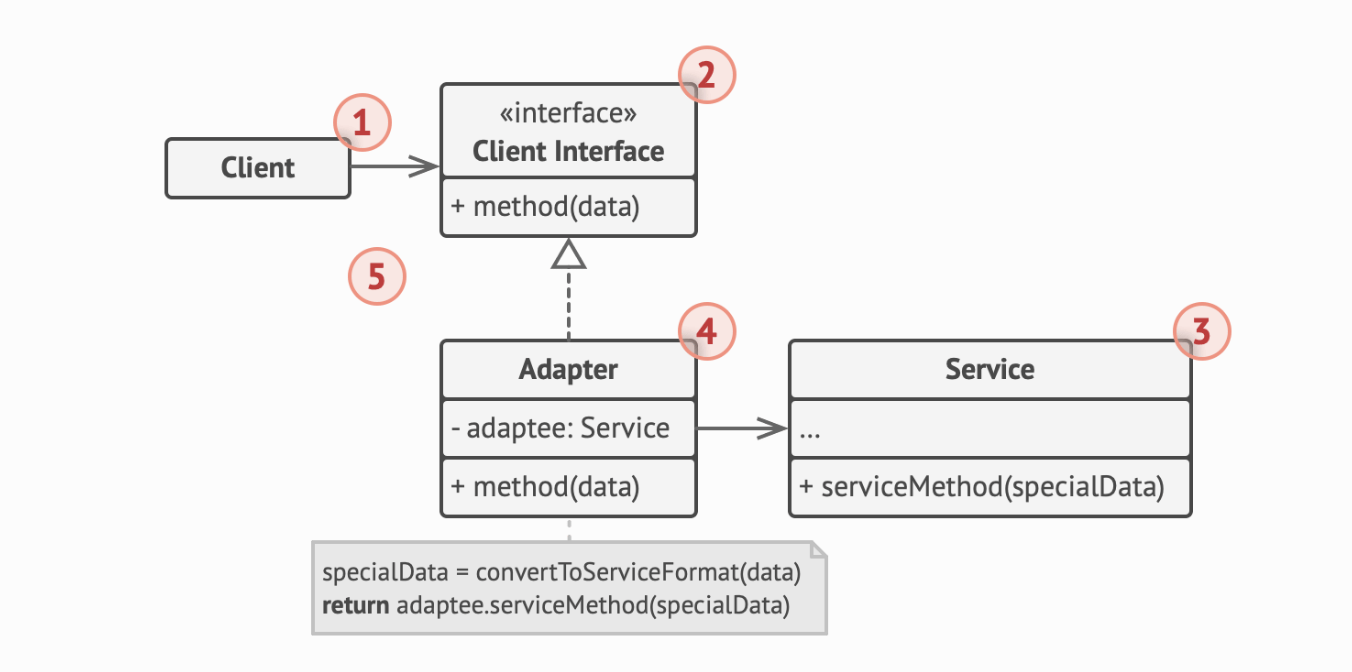 1
Client
2
«interface»
Client Interface
+ method(data)
5
4
Adapter
- adaptee: Service
+ method(data)
3
Service
...
+ serviceMethod(specialData)
specialData = convertToServiceFormat(data)
return adaptee.serviceMethod(specialData)